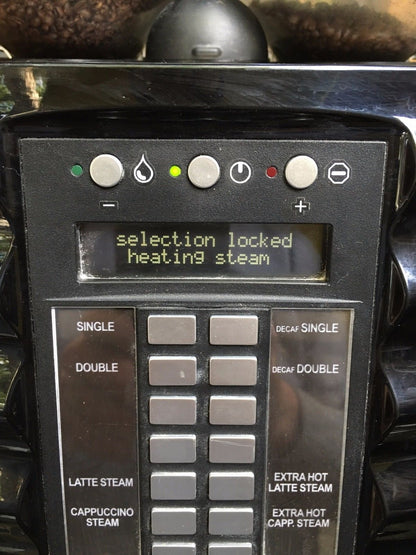 selection locked
heating steam
SINGLE
DECAF SINGLE
DOUBLE
DECAF DOUBLE
LATTE STEAM
EXTRA HOT
LATTE STEAM
CAPPUCCINO
STEAM
EXTRA HOT
CAPP. STEAM